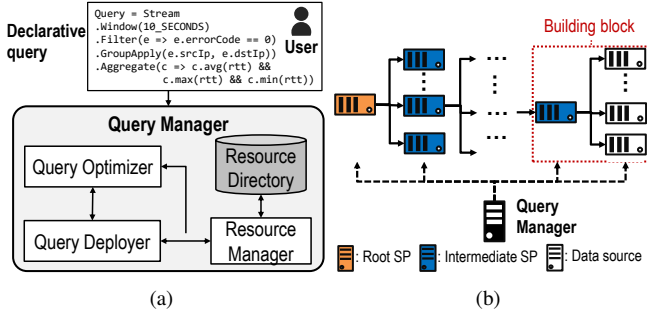 Declarative
query
Query = Stream
.Window(10_SECONDS)
.Filter(e => e.errorCode == 0)
.GroupApply(e.srcIp, e.dstIp))
.Aggregate(c => c.avg(rtt) &&
c.max(rtt) && c.min(rtt))
User
Query Manager
Query Optimizer
Resource
Directory
Query Deployer
Resource
Manager
(a)
Building block
Query
Manager
: Root SP
: Intermediate SP
: Data source
(b)